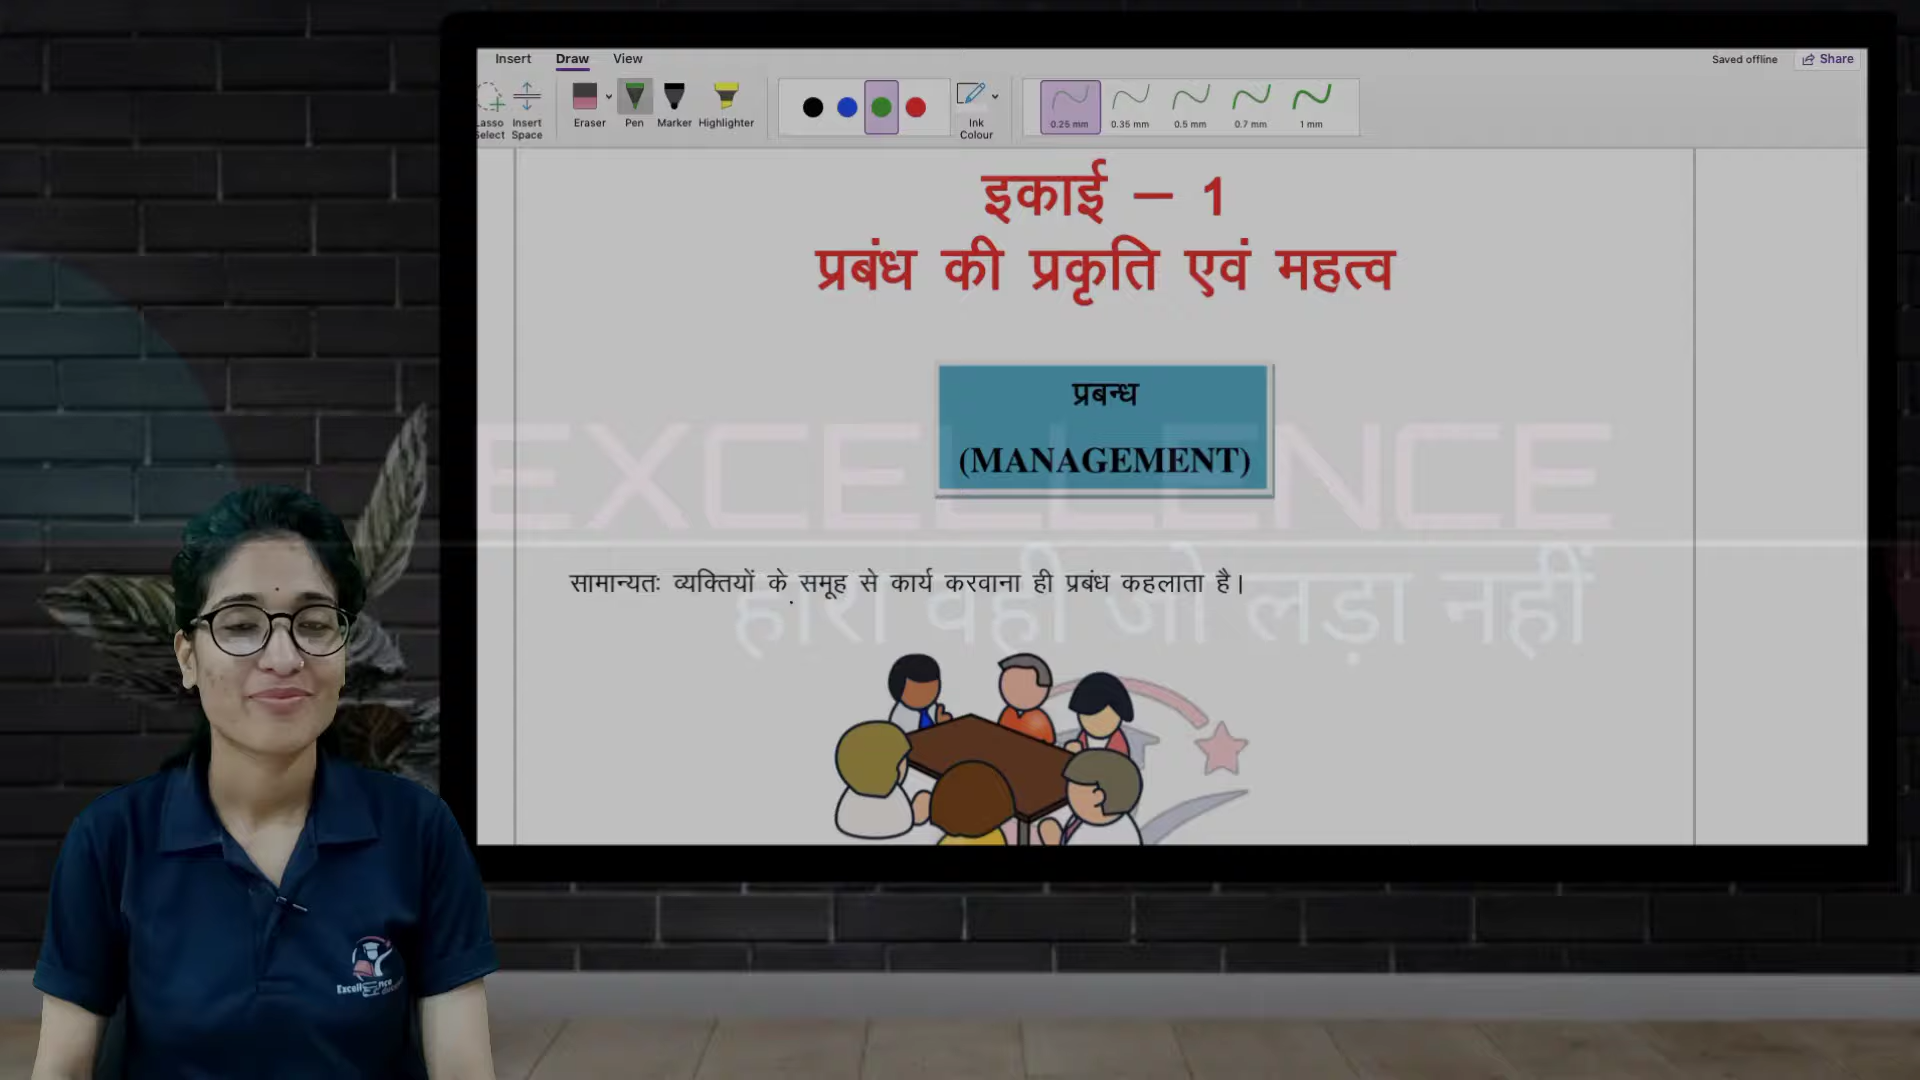 Insert Draw View
Saved offline Share
Lasso Select
Insert Space
Eraser Pen Marker Highlighter
Ink Colour
0.25 mm 0.35 mm 0.5 mm 0.7 mm 1 mm
इकाई – 1
प्रबंध की प्रकृति एवं महत्व
प्रबन्ध
(MANAGEMENT)
EXCELLENCE
सामान्यतः व्यक्तियों के समूह से कार्य करवाना ही प्रबंध कहलाता है।
हारा वही जो लड़ा नहीं